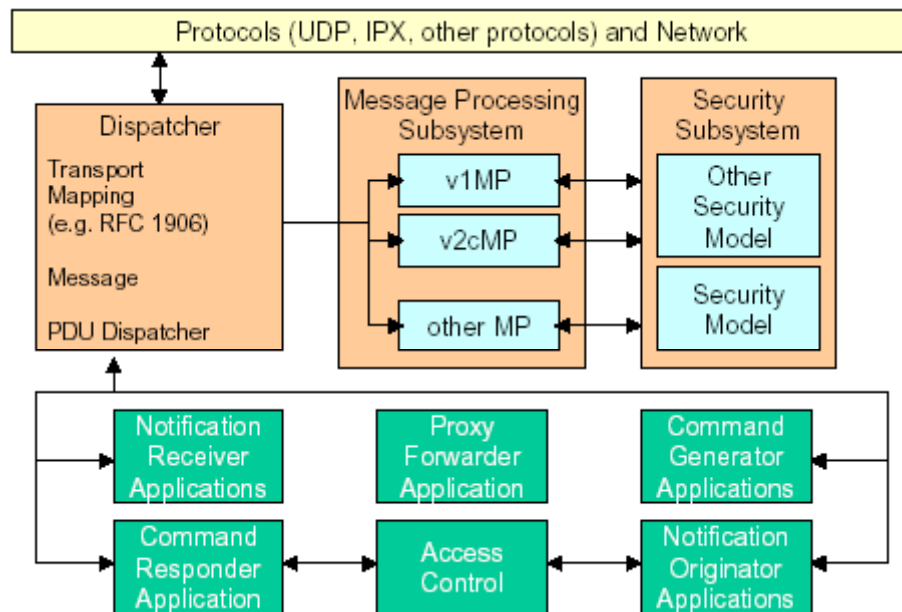 Protocols (UDP, IPX, other protocols) and Network
Dispatcher
Transport
Mapping
(e.g. RFC 1906)
Message
PDU Dispatcher
Message Processing
Subsystem
v1MP
v2cMP
other MP
Security
Subsystem
Other
Security
Model
Security
Model
Notification
Receiver
Applications
Proxy
Forwarder
Application
Command
Generator
Applications
Command
Responder
Application
Access
Control
Notification
Originator
Applications